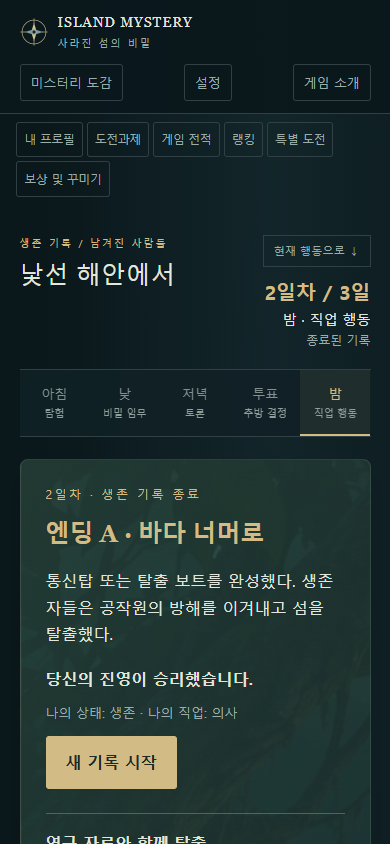 ISLAND MYSTERY
사라진 섬의 비밀
미스터리 도감
설정
게임 소개
내 프로필
도전과제
게임 전적
랭킹
특별 도전
보상 및 꾸미기
생존 기록 / 남겨진 사람들
낯선 해안에서
현재 행동으로 ↓
2일차 / 3일
밤 · 직업 행동
종료된 기록
아침
탐험
낮
비밀 임무
저녁
토론
투표
추방 결정
밤
직업 행동
2일차 · 생존 기록 종료
엔딩 A · 바다 너머로
통신탑 또는 탈출 보트를 완성했다. 생존
자들은 공작원의 방해를 이겨내고 섬을
탈출했다.
당신의 진영이 승리했습니다.
나의 상태: 생존 · 나의 직업: 의사
새 기록 시작
연구 자료와 함께 탈출